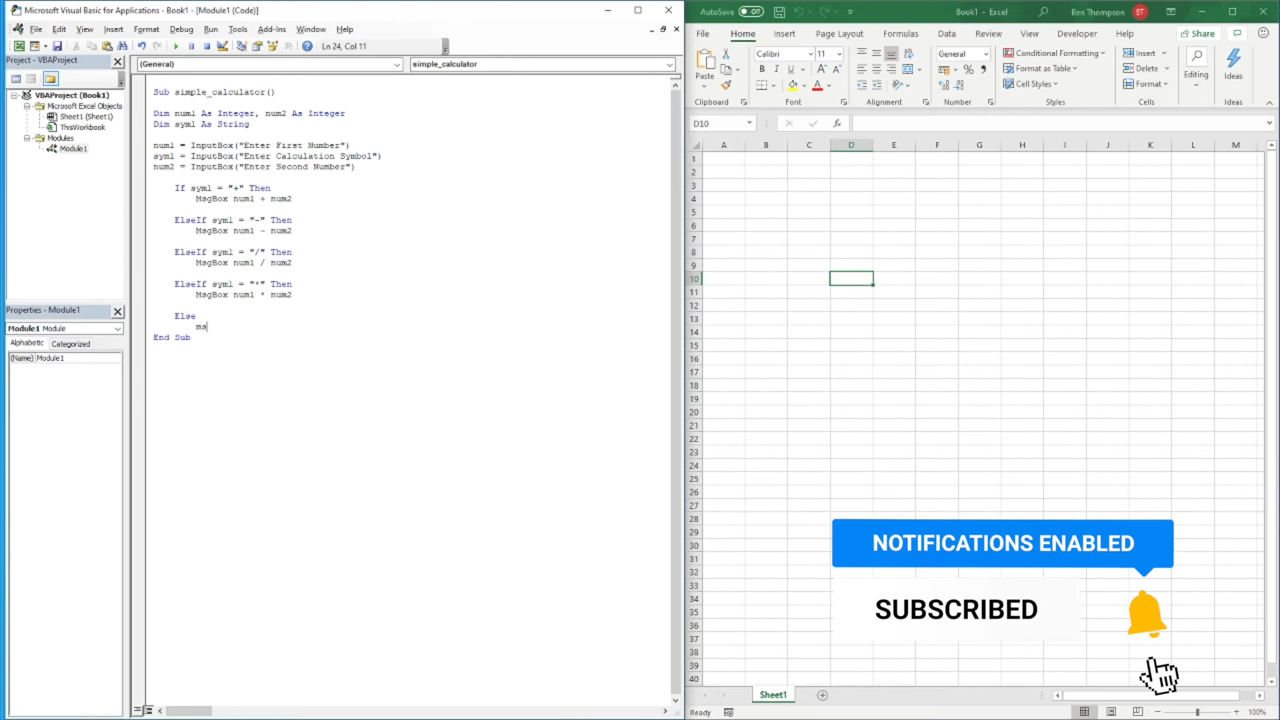 Microsoft Visual Basic for Applications - Book1 - [Module1 (Code)]
File Edit View Insert Format Debug Run Tools Add-Ins Window Help
Ln 24, Col 11
Project - VBAProject
VBAProject (Book1)
Microsoft Excel Objects
Sheet1 (Sheet1)
ThisWorkbook
Modules
Module1
Properties - Module1
Module1 Module
Alphabetic Categorized
(Name) Module1
(General) simple_calculator
Sub simple_calculator()
Dim num1 As Integer, num2 As Integer
Dim sym1 As String
num1 = InputBox("Enter First Number")
sym1 = InputBox("Enter Calculation Symbol")
num2 = InputBox("Enter Second Number")
If sym1 = "+" Then
MsgBox num1 + num2
ElseIf sym1 = "-" Then
MsgBox num1 - num2
ElseIf sym1 = "/" Then
MsgBox num1 / num2
ElseIf sym1 = "*" Then
MsgBox num1 * num2
Else
ms
End Sub
AutoSave Off Book1 - Excel Ben Thompson BT
File Home Insert Page Layout Formulas Data Review View Developer Help Share
Paste
Clipboard
Calibri 11
B I U
Font
Alignment
General
Number
Conditional Formatting
Format as Table
Cell Styles
Styles
Insert
Delete
Format
Cells
Editing
Ideas
Ideas
D10 fx
A B C D E F G H I J K L M
1
2
3
4
5
6
7
8
9
10
11
12
13
14
15
16
17
18
19
20
21
22
23
24
25
26
27
28
29
30
31
32
33
34
35
36
37
38
39
40
NOTIFICATIONS ENABLED
SUBSCRIBED
Sheet1
Ready 100%